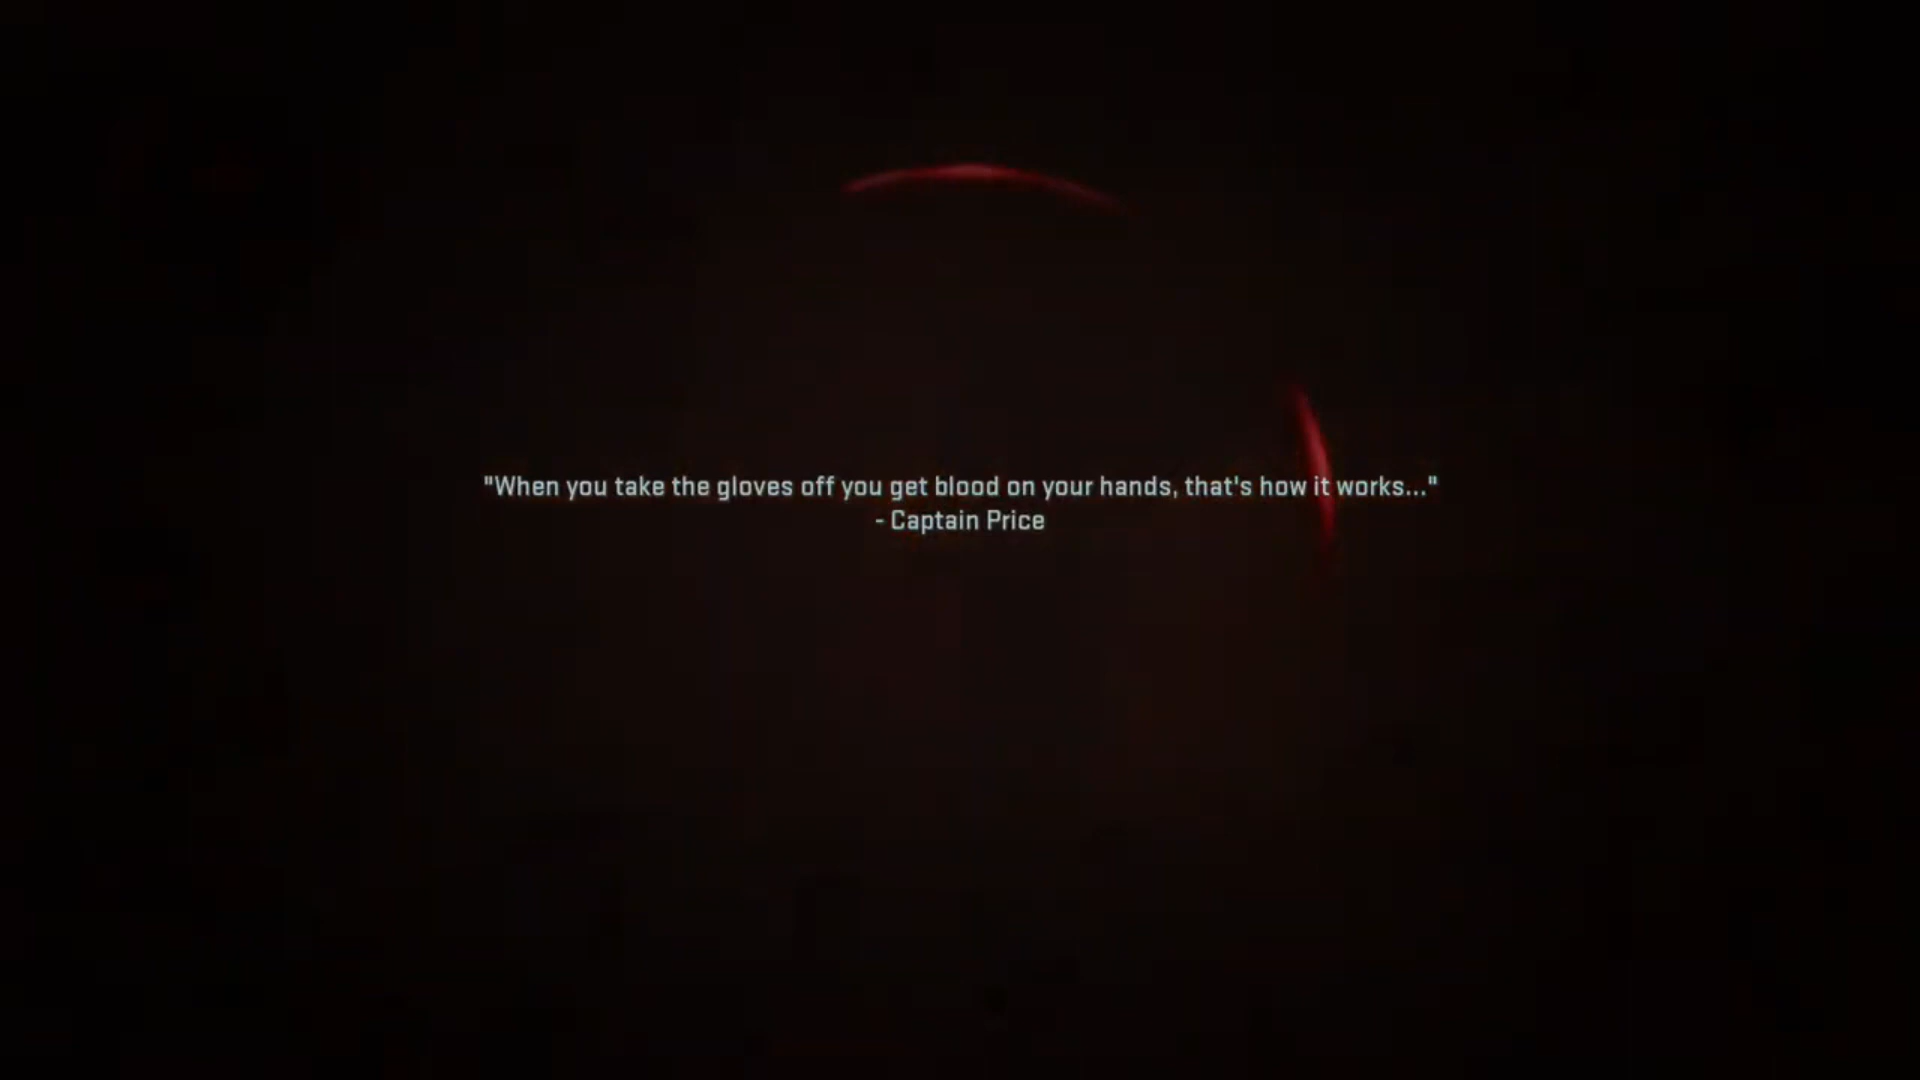 "When you take the gloves off you get blood on your hands, that's how it works..."
- Captain Price